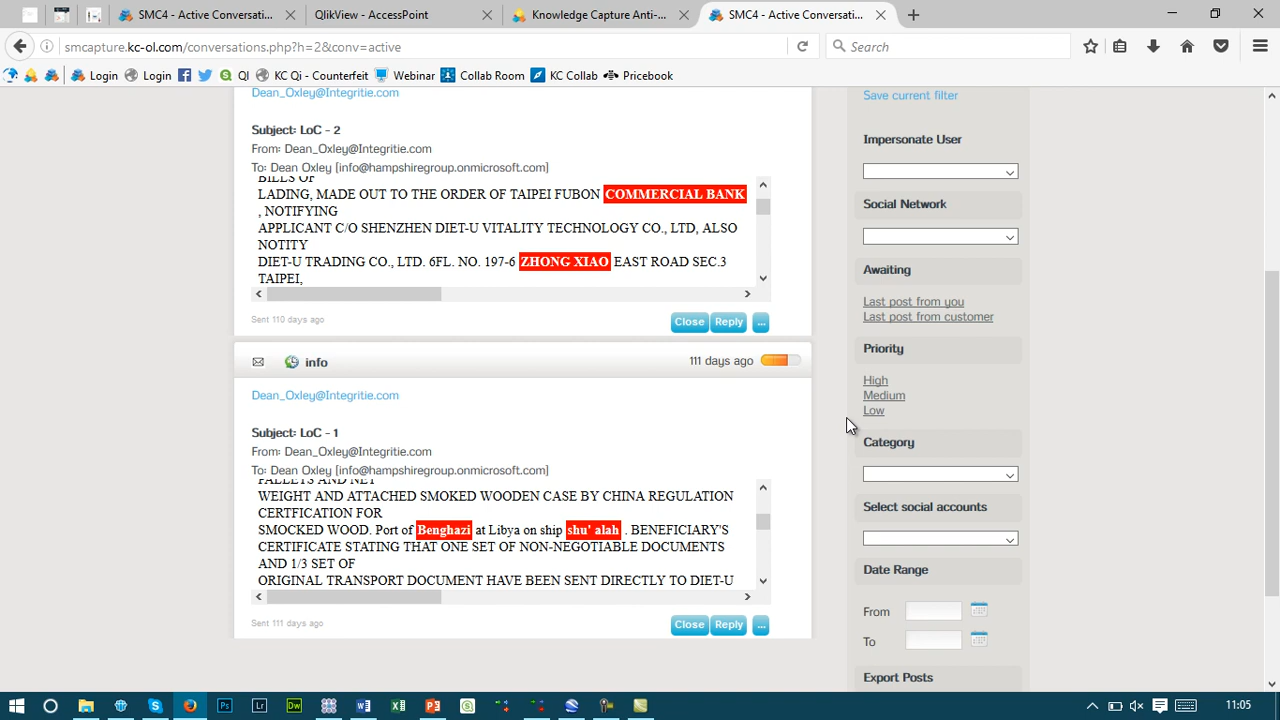 SMC4 - Active Conversati...
QlikView - AccessPoint
Knowledge Capture Anti-...
SMC4 - Active Conversati...
smcapture.kc-ol.com/conversations.php?h=2&conv=active
Search
Login
Login
QI
KC Qi - Counterfeit
Webinar
Collab Room
KC Collab
Pricebook
Dean_Oxley@Integritie.com
Subject: LoC - 2
From: Dean_Oxley@Integritie.com
To: Dean Oxley [info@hampshiregroup.onmicrosoft.com]
BILLS OF
LADING, MADE OUT TO THE ORDER OF TAIPEI FUBON COMMERCIAL BANK
, NOTIFYING
APPLICANT C/O SHENZHEN DIET-U VITALITY TECHNOLOGY CO., LTD, ALSO
NOTITY
DIET-U TRADING CO., LTD. 6FL. NO. 197-6 ZHONG XIAO EAST ROAD SEC.3
TAIPEI,
Sent 110 days ago
Close Reply ...
info
111 days ago
Dean_Oxley@Integritie.com
Subject: LoC - 1
From: Dean_Oxley@Integritie.com
To: Dean Oxley [info@hampshiregroup.onmicrosoft.com]
PALLETS AND NET
WEIGHT AND ATTACHED SMOKED WOODEN CASE BY CHINA REGULATION
CERTFICATION FOR
SMOCKED WOOD. Port of Benghazi at Libya on ship shu' alah . BENEFICIARY'S
CERTIFICATE STATING THAT ONE SET OF NON-NEGOTIABLE DOCUMENTS
AND 1/3 SET OF
ORIGINAL TRANSPORT DOCUMENT HAVE BEEN SENT DIRECTLY TO DIET-U
Sent 111 days ago
Close Reply ...
Save current filter
Impersonate User
Social Network
Awaiting
Last post from you
Last post from customer
Priority
High
Medium
Low
Category
Select social accounts
Date Range
From
To
Export Posts
11:05